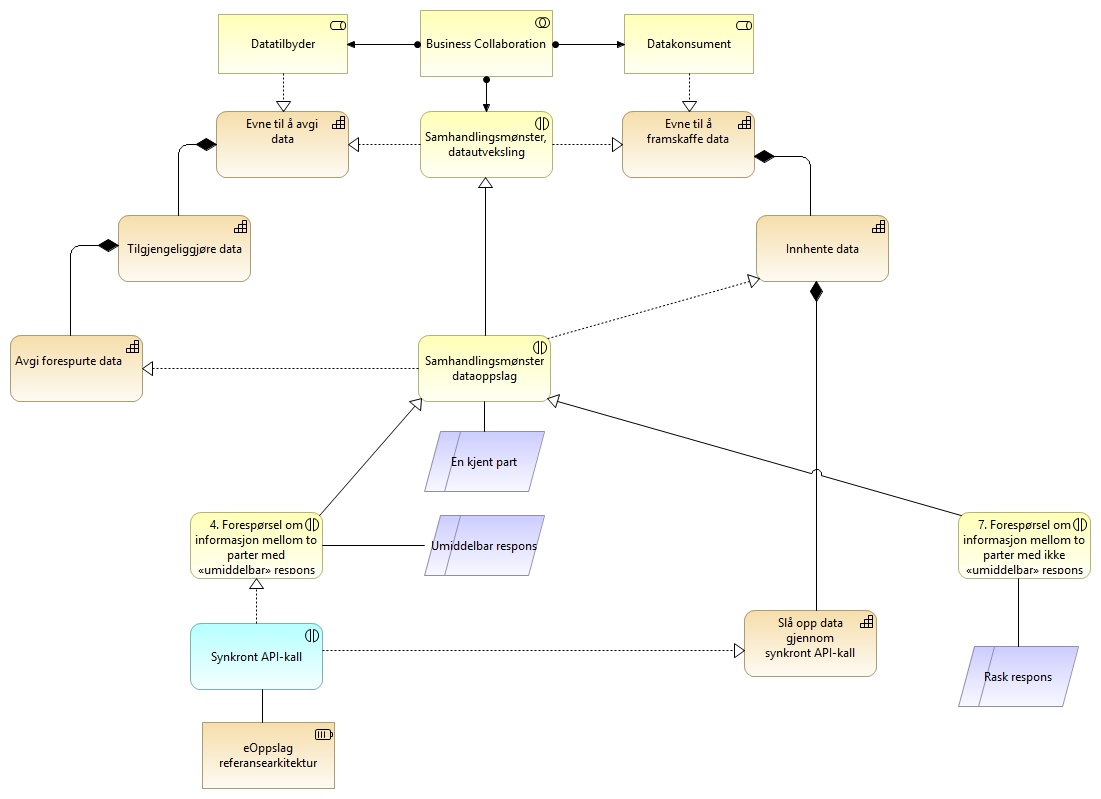 Datatilbyder
Business Collaboration
Datakonsument
Evne til å avgi
data
Samhandlingsmønster,
datautveksling
Evne til å
framskaffe data
Tilgjengeliggjøre data
Innhente data
Avgi forespurte data
Samhandlingsmønster
dataoppslag
En kjent part
4. Forespørsel om
informasjon mellom to
parter med
«umiddelbar» respons
Umiddelbar respons
7. Forespørsel om
informasjon mellom to
parter med ikke
«umiddelbar» respons
Synkront API-kall
Slå opp data
gjennom
synkront API-kall
Rask respons
eOppslag
referansearkitektur